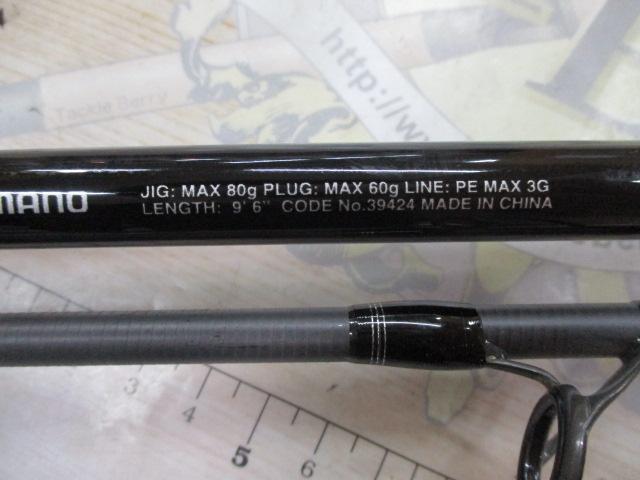 Tackle Berry
http://w
MANO
JIG: MAX 80g PLUG: MAX 60g LINE: PE MAX 3G
LENGTH: 9' 6" CODE No.39424 MADE IN CHINA
3
4
5
6